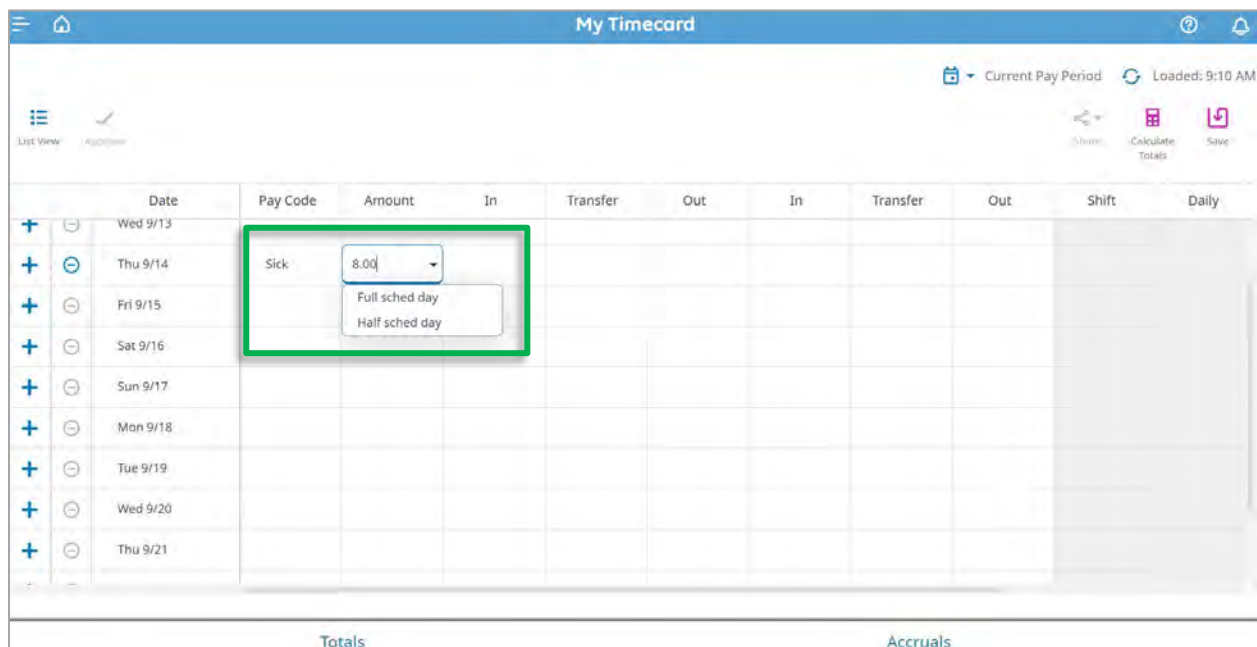 My Timecard
Current Pay Period Loaded: 9:10 AM
List View Approve Share Calculate Totals Save
Date Pay Code Amount In Transfer Out In Transfer Out Shift Daily
Wed 9/13
Thu 9/14 Sick 8.00
Full sched day
Fri 9/15
Half sched day
Sat 9/16
Sun 9/17
Mon 9/18
Tue 9/19
Wed 9/20
Thu 9/21
Totals Accruals